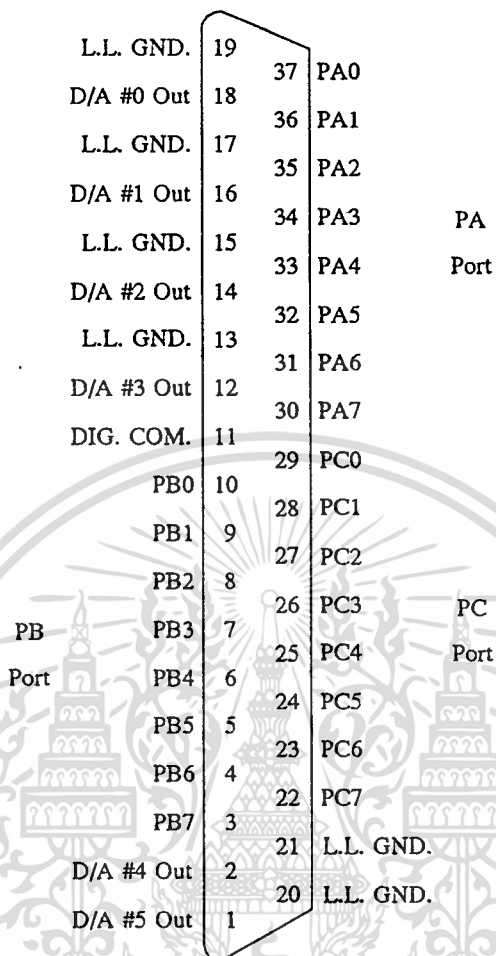 L.L. GND. 19
37 PA0
D/A #0 Out 18
36 PA1
L.L. GND. 17
35 PA2
D/A #1 Out 16
34 PA3 PA
L.L. GND. 15
33 PA4 Port
D/A #2 Out 14
32 PA5
L.L. GND. 13
31 PA6
D/A #3 Out 12
30 PA7
DIG. COM. 11
29 PC0
PB0 10
28 PC1
PB1 9
27 PC2
PB2 8
26 PC3 PC
PB PB3 7
25 PC4 Port
Port PB4 6
24 PC5
PB5 5
23 PC6
PB6 4
22 PC7
PB7 3
21 L.L. GND.
D/A #4 Out 2
20 L.L. GND.
D/A #5 Out 1